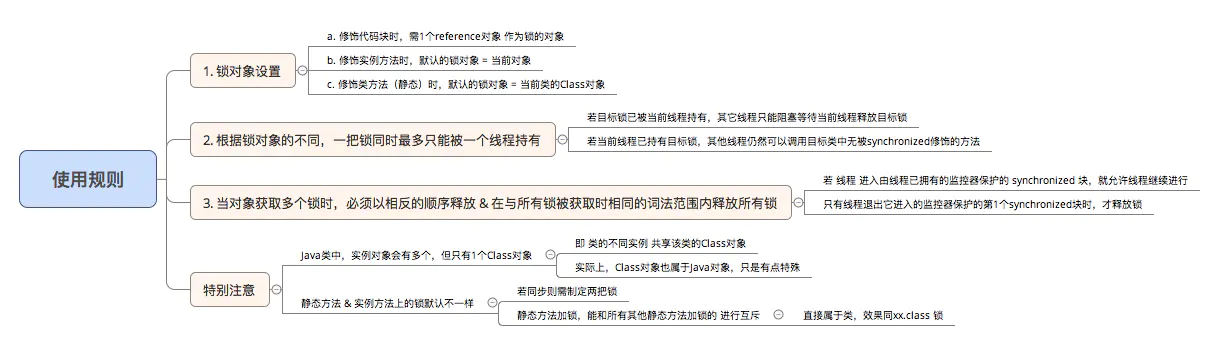 使用规则
1. 锁对象设置
a. 修饰代码块时，需1个reference对象 作为锁的对象
b. 修饰实例方法时，默认的锁对象 = 当前对象
c. 修饰类方法（静态）时，默认的锁对象 = 当前类的Class对象
2. 根据锁对象的不同，一把锁同时最多只能被一个线程持有
若目标锁已被当前线程持有，其它线程只能阻塞等待当前线程释放目标锁
若当前线程已持有目标锁，其他线程仍然可以调用目标类中无被synchronized修饰的方法
3. 当对象获取多个锁时，必须以相反的顺序释放 & 在与所有锁被获取时相同的词法范围内释放所有锁
若 线程 进入由线程已拥有的监控器保护的 synchronized 块，就允许线程继续进行
只有线程退出它进入的监控器保护的第1个synchronized块时，才释放锁
特别注意
Java类中，实例对象会有多个，但只有1个Class对象
即 类的不同实例 共享该类的Class对象
实际上，Class对象也属于Java对象，只是有点特殊
静态方法 & 实例方法上的锁默认不一样
若同步则需制定两把锁
静态方法加锁，能和所有其他静态方法加锁的 进行互斥
直接属于类，效果同xx.class 锁